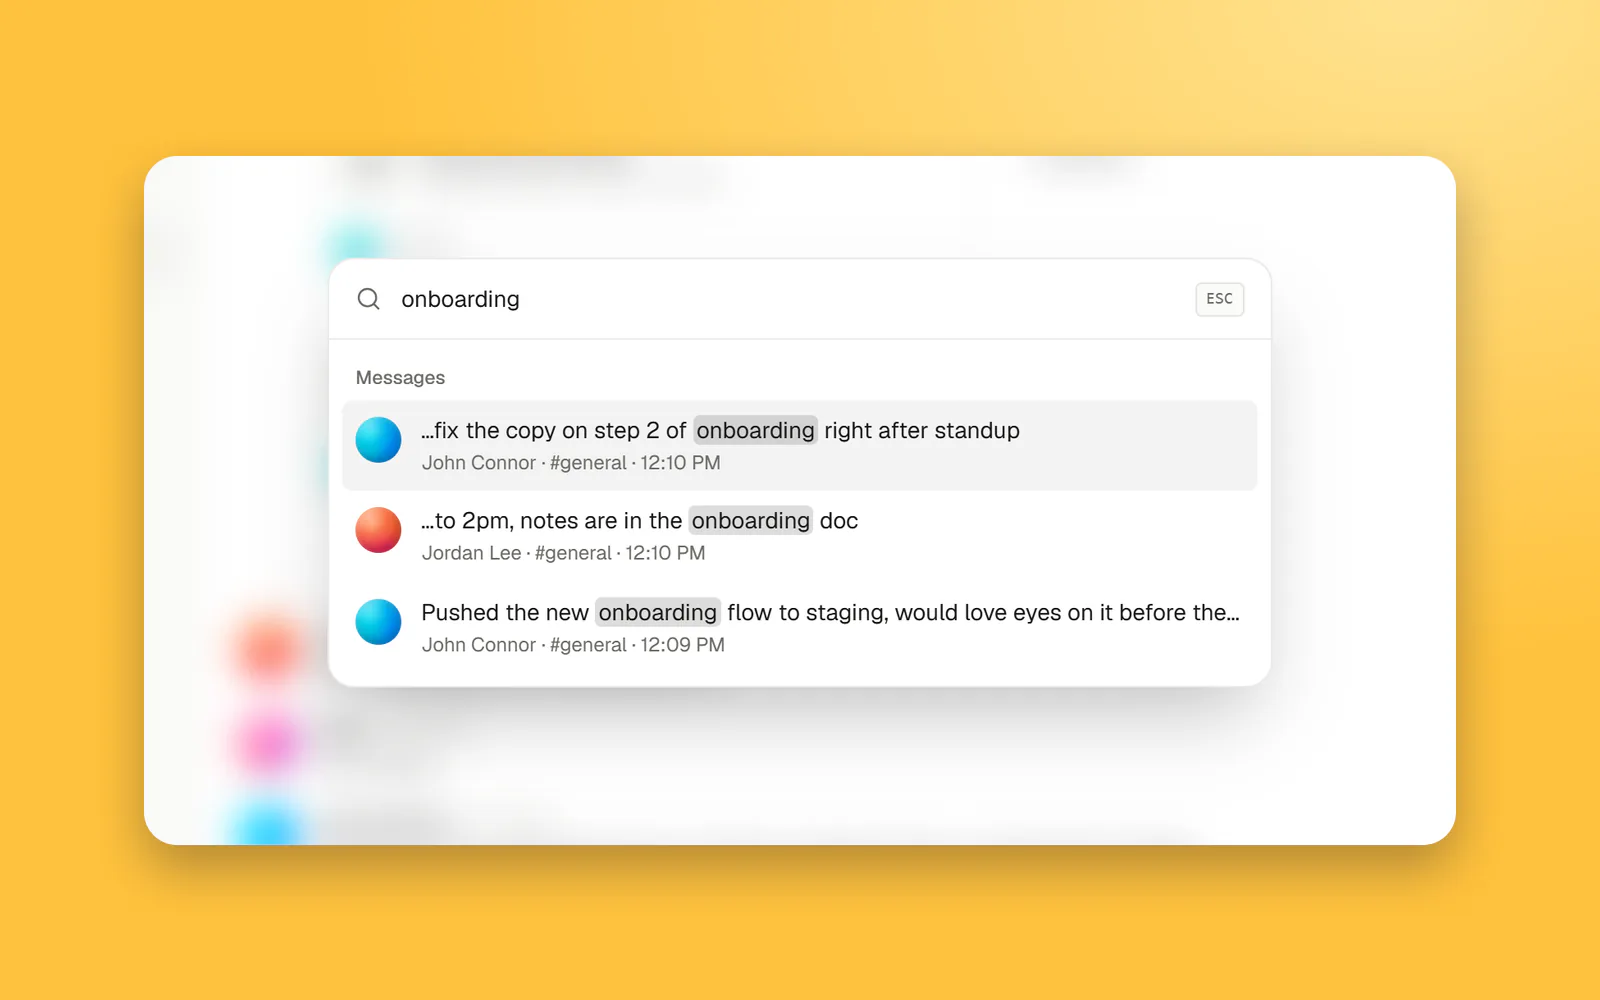 onboarding
ESC
Messages
...fix the copy on step 2 of onboarding right after standup
John Connor · #general · 12:10 PM
...to 2pm, notes are in the onboarding doc
Jordan Lee · #general · 12:10 PM
Pushed the new onboarding flow to staging, would love eyes on it before the...
John Connor · #general · 12:09 PM